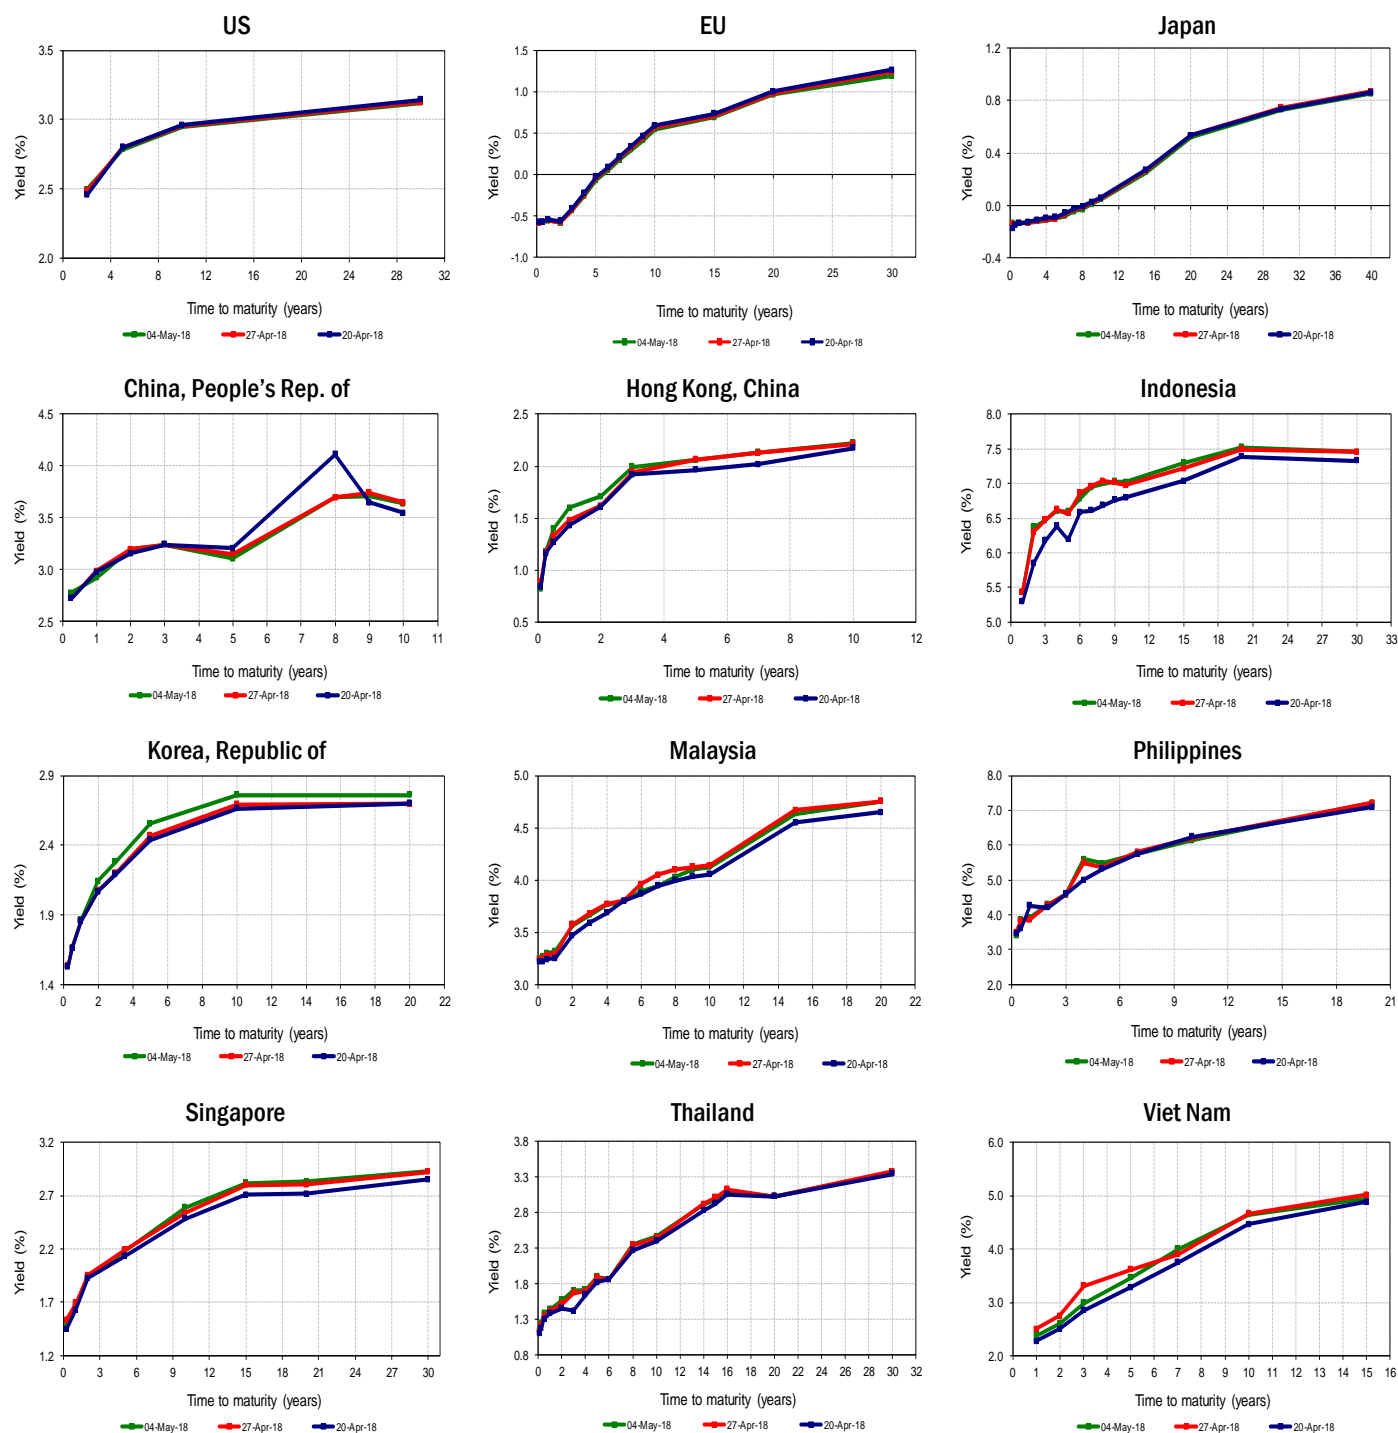 US
EU
Japan
3.5
3.0
2.5
2.0
Yield (%)
0 4 8 12 16 20 24 28 32
Time to maturity (years)
04-May-18 27-Apr-18 20-Apr-18
1.5
1.0
0.5
0.0
-0.5
-1.0
Yield (%)
0 5 10 15 20 25 30
Time to maturity (years)
04-May-18 27-Apr-18 20-Apr-18
1.2
0.8
0.4
0.0
-0.4
Yield (%)
0 4 8 12 16 20 24 28 32 36 40
Time to maturity (years)
04-May-18 27-Apr-18 20-Apr-18
China, People's Rep. of
Hong Kong, China
Indonesia
4.5
4.0
3.5
3.0
2.5
Yield (%)
0 1 2 3 4 5 6 7 8 9 10 11
Time to maturity (years)
04-May-18 27-Apr-18 20-Apr-18
2.5
2.0
1.5
1.0
0.5
Yield (%)
0 2 4 6 8 10 12
Time to maturity (years)
04-May-18 27-Apr-18 20-Apr-18
8.0
7.5
7.0
6.5
6.0
5.5
5.0
Yield (%)
0 3 6 9 12 15 18 21 24 27 30 33
Time to maturity (years)
04-May-18 27-Apr-18 20-Apr-18
Korea, Republic of
Malaysia
Philippines
2.9
2.4
1.9
1.4
Yield (%)
0 2 4 6 8 10 12 14 16 18 20 22
Time to maturity (years)
04-May-18 27-Apr-18 20-Apr-18
5.0
4.5
4.0
3.5
3.0
Yield (%)
0 2 4 6 8 10 12 14 16 18 20 22
Time to maturity (years)
04-May-18 27-Apr-18 20-Apr-18
8.0
7.0
6.0
5.0
4.0
3.0
2.0
Yield (%)
0 3 6 9 12 15 18 21
Time to maturity (years)
04-May-18 27-Apr-18 20-Apr-18
Singapore
Thailand
Viet Nam
3.2
2.7
2.2
1.7
1.2
Yield (%)
0 3 6 9 12 15 18 21 24 27 30
Time to maturity (years)
04-May-18 27-Apr-18 20-Apr-18
3.8
3.3
2.8
2.3
1.8
1.3
0.8
Yield (%)
0 2 4 6 8 10 12 14 16 18 20 22 24 26 28 30 32
Time to maturity (years)
04-May-18 27-Apr-18 20-Apr-18
6.0
5.0
4.0
3.0
2.0
Yield (%)
0 1 2 3 4 5 6 7 8 9 10 11 12 13 14 15 16
Time to maturity (years)
04-May-18 27-Apr-18 20-Apr-18